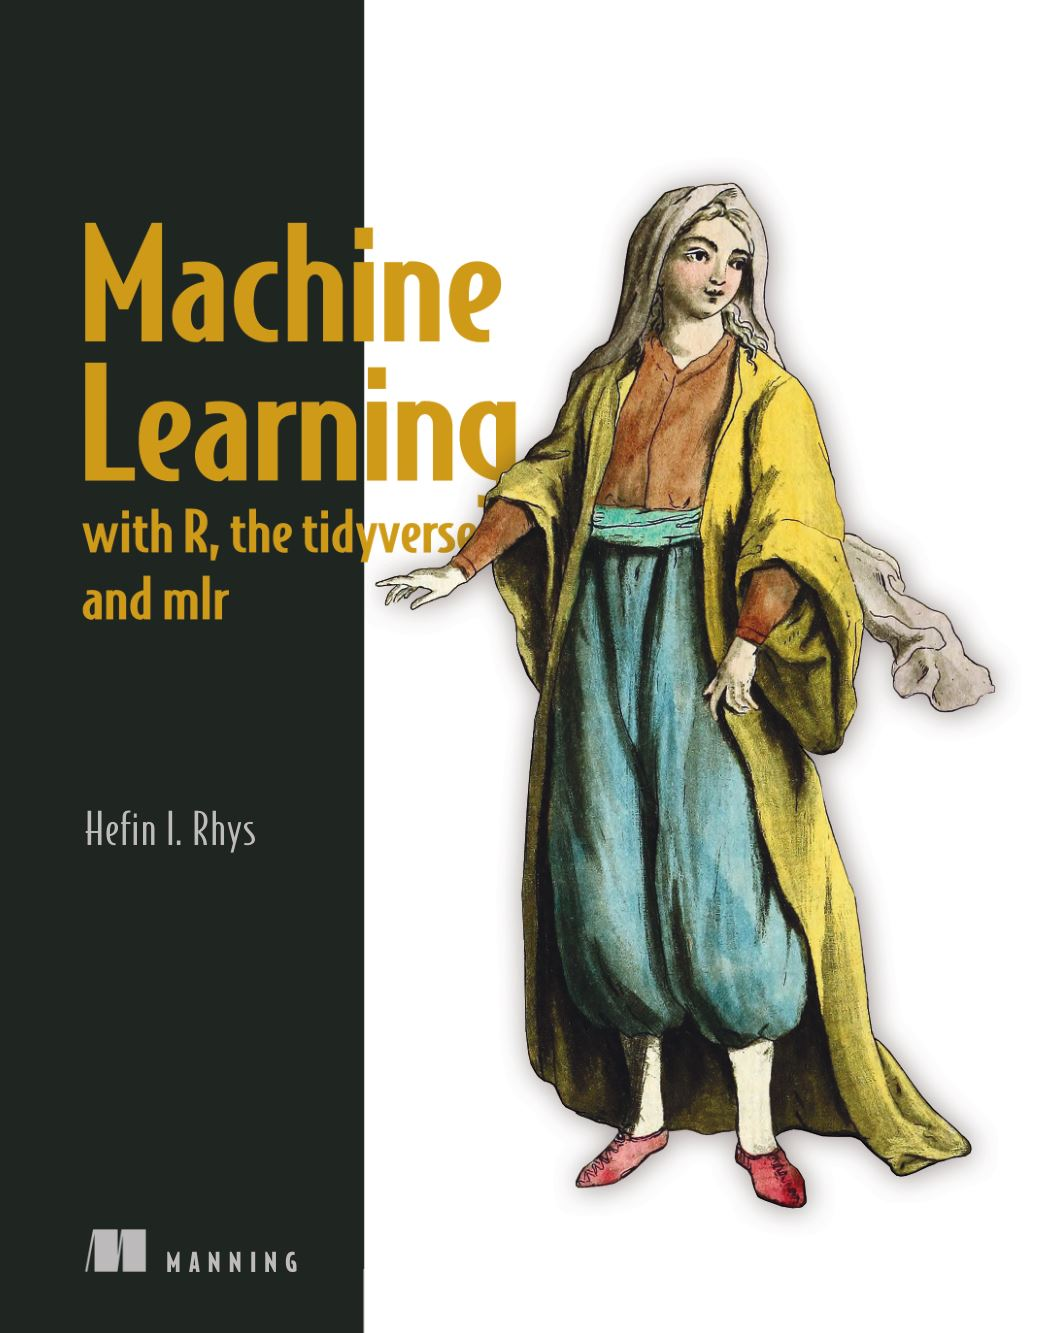 Machine
Learning
with R, the tidyverse,
and mlr
Hefin I. Rhys
MANNING